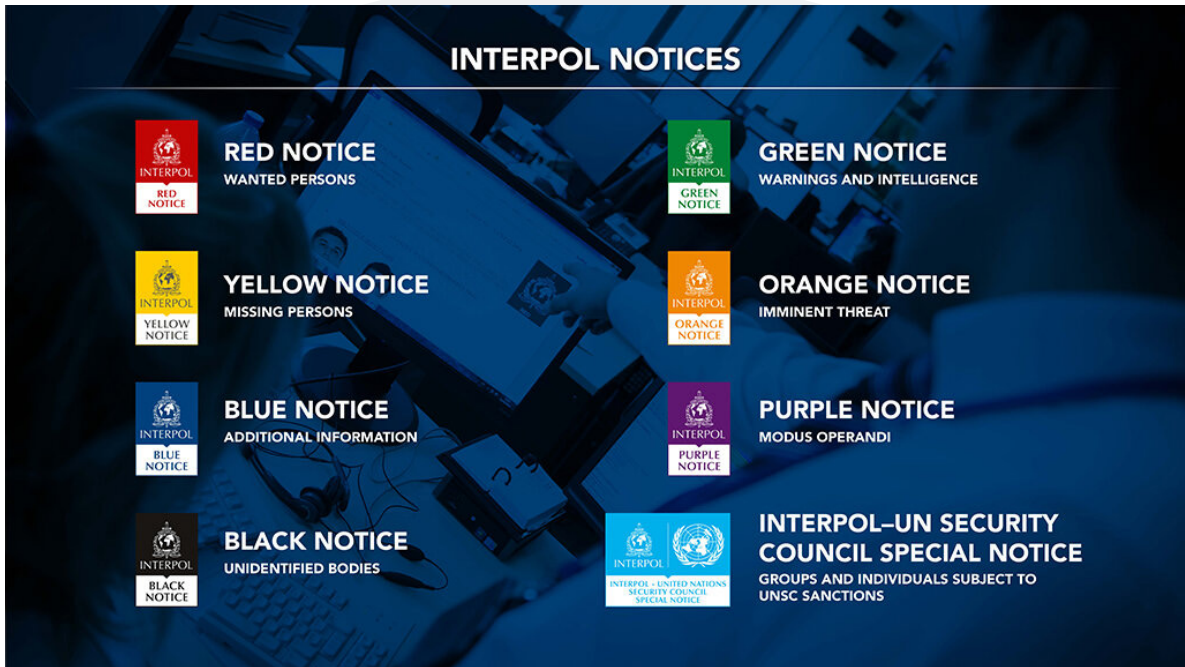 INTERPOL NOTICES
INTERPOL
RED
NOTICE
RED NOTICE
WANTED PERSONS
INTERPOL
GREEN
NOTICE
GREEN NOTICE
WARNINGS AND INTELLIGENCE
INTERPOL
YELLOW
NOTICE
YELLOW NOTICE
MISSING PERSONS
INTERPOL
ORANGE
NOTICE
ORANGE NOTICE
IMMINENT THREAT
INTERPOL
BLUE
NOTICE
BLUE NOTICE
ADDITIONAL INFORMATION
INTERPOL
PURPLE
NOTICE
PURPLE NOTICE
MODUS OPERANDI
INTERPOL
BLACK
NOTICE
BLACK NOTICE
UNIDENTIFIED BODIES
INTERPOL
INTERPOL - UNITED NATIONS
SECURITY COUNCIL
SPECIAL NOTICE
INTERPOL–UN SECURITY
COUNCIL SPECIAL NOTICE
GROUPS AND INDIVIDUALS SUBJECT TO
UNSC SANCTIONS